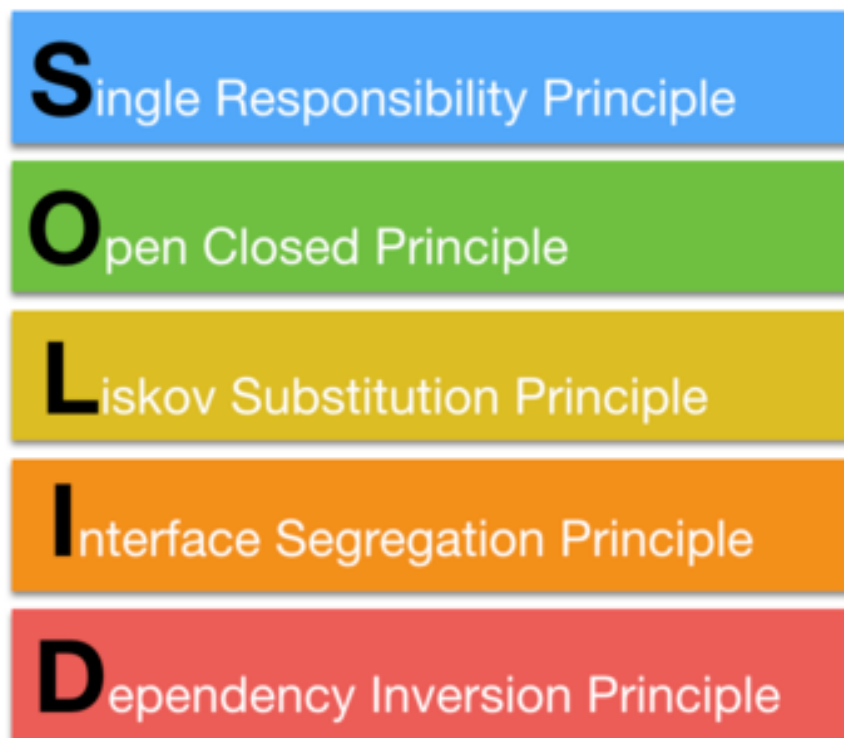 Single Responsibility Principle
Open Closed Principle
Liskov Substitution Principle
Interface Segregation Principle
Dependency Inversion Principle